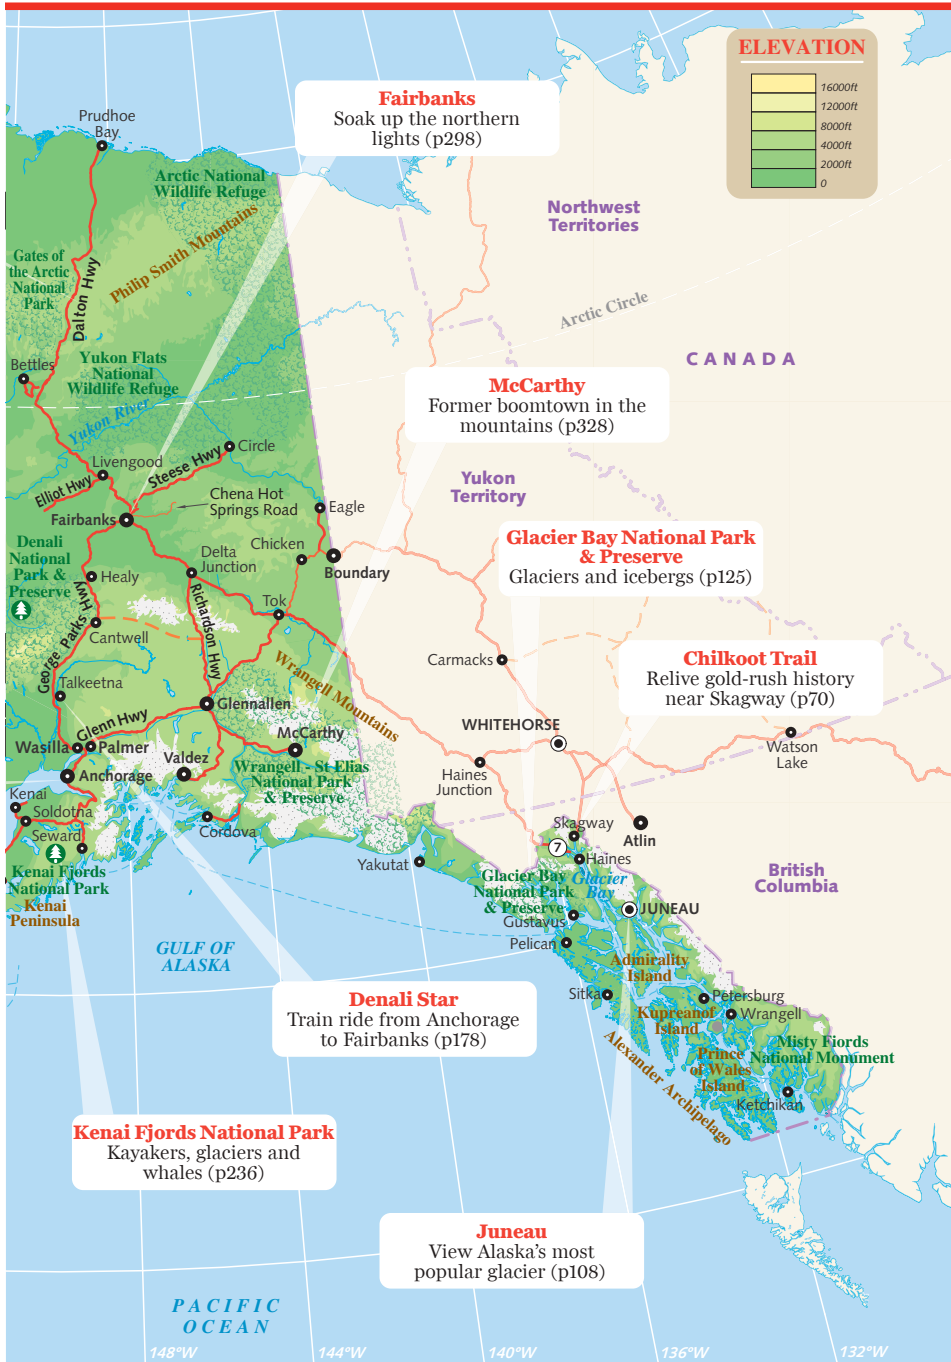 ELEVATION
16000ft
12000ft
8000ft
4000ft
2000ft
0
Fairbanks
Soak up the northern
lights (p298)
Prudhoe
Bay
Arctic National
Wildlife Refuge
Northwest
Territories
Philip Smith Mountains
Gates of
the Arctic
National
Park
Dalton Hwy
Arctic Circle
CANADA
Bettles
Yukon Flats
National
Wildlife Refuge
Yukon River
McCarthy
Former boomtown in the
mountains (p328)
Circle
Livengood
Steese Hwy
Elliot Hwy
Yukon
Territory
Chena Hot
Springs Road
Eagle
Fairbanks
Glacier Bay National Park
& Preserve
Glaciers and icebergs (p125)
Denali
National
Park &
Preserve
Delta
Junction
Chicken
Boundary
Healy
George Parks Hwy
Richardson Hwy
Tok
Cantwell
Carmacks
Chilkoot Trail
Relive gold-rush history
near Skagway (p70)
Wrangell Mountains
Talkeetna
Glennallen
Glenn Hwy
WHITEHORSE
McCarthy
Wasilla
Palmer
Valdez
Watson
Lake
Anchorage
Wrangell - St Elias
National Park
& Preserve
Haines
Junction
Kenai
Soldotna
Seward
Cordova
Skagway
Atlin
7
Haines
Yakutat
Kenai Fjords
National Park
Kenai
Peninsula
Glacier Bay
National Park
& Preserve
Glacier
Bay
British
Columbia
JUNEAU
Gustavus
Pelican
GULF OF
ALASKA
Admirality
Island
Denali Star
Train ride from Anchorage
to Fairbanks (p178)
Sitka
Petersburg
Kupreanof
Island
Wrangell
Misty Fiords
National Monument
Alexander Archipelago
Prince
of Wales
Island
Ketchikan
Kenai Fjords National Park
Kayakers, glaciers and
whales (p236)
Juneau
View Alaska's most
popular glacier (p108)
PACIFIC
OCEAN
148°W
144°W
140°W
136°W
132°W